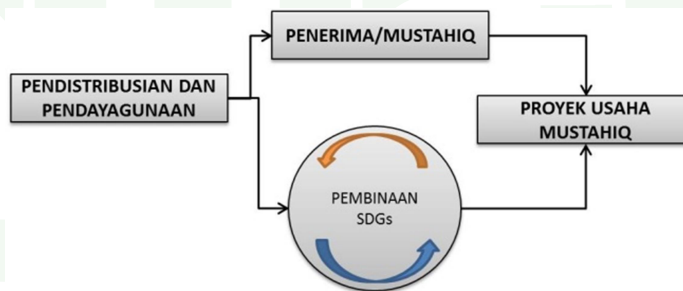 PENERIMA/MUSTAHIQ
PENDISTRIBUSIAN DAN
PENDAYAGUNAAN
PROYEK USAHA
MUSTAHIQ
PEMBINAAN
SDGs